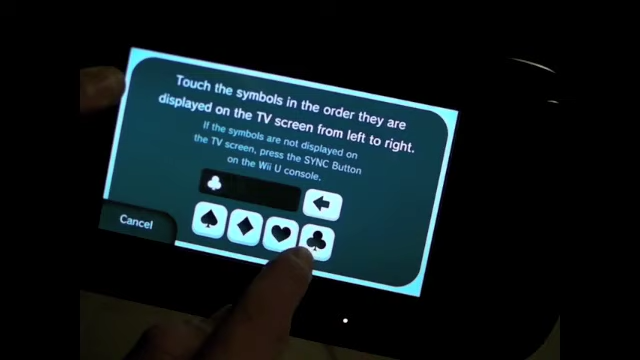 Touch the symbols in the order they are
displayed on the TV screen from left to right.
If the symbols are not displayed on
the TV screen, press the SYNC Button
on the Wii U console.
Cancel